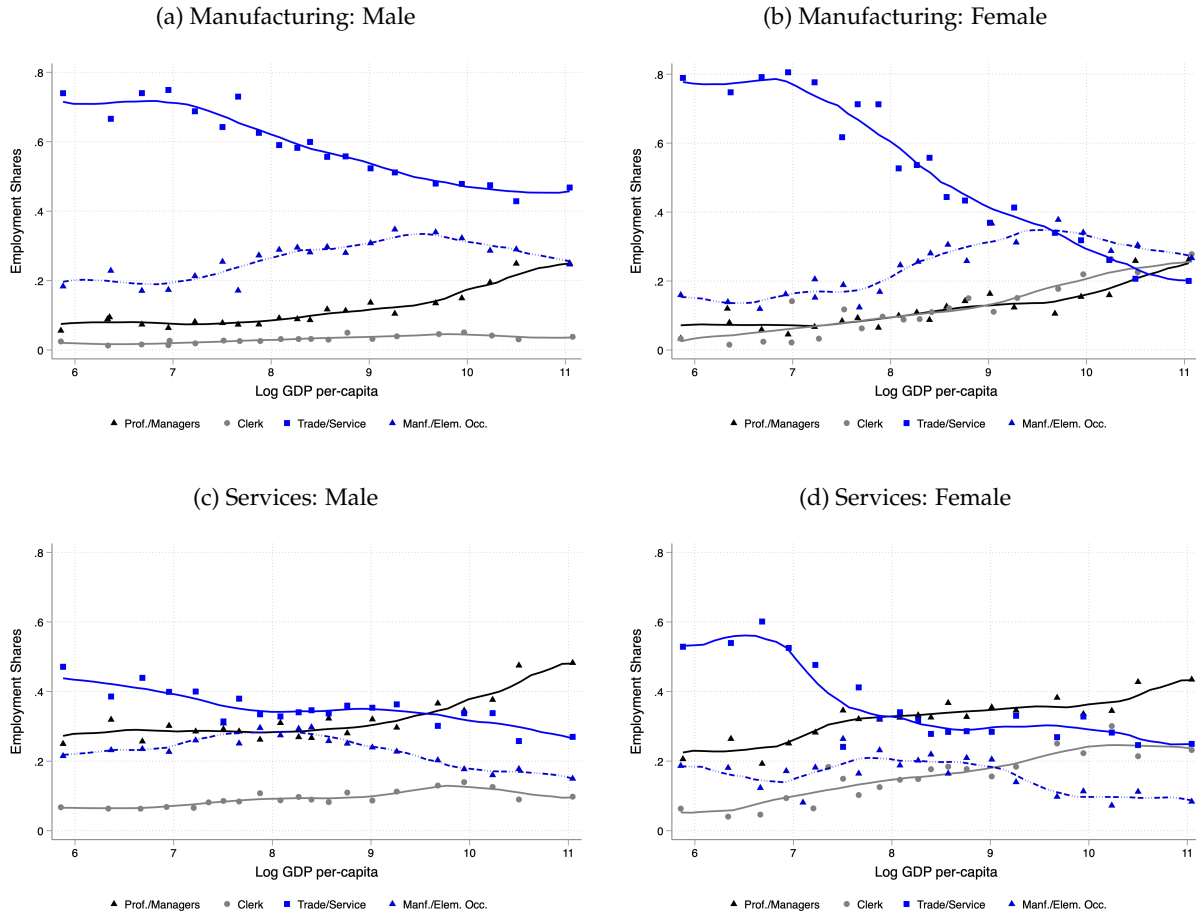 (a) Manufacturing: Male
(b) Manufacturing: Female
Employment Shares
.8
.6
.4
.2
0
6 7 8 9 10 11
Log GDP per-capita
Prof./Managers Clerk Trade/Service Manf./Elem. Occ.
Employment Shares
.8
.6
.4
.2
0
6 7 8 9 10 11
Log GDP per-capita
Prof./Managers Clerk Trade/Service Manf./Elem. Occ.
(c) Services: Male
(d) Services: Female
Employment Shares
.8
.6
.4
.2
0
6 7 8 9 10 11
Log GDP per-capita
Prof./Managers Clerk Trade/Service Manf./Elem. Occ.
Employment Shares
.8
.6
.4
.2
0
6 7 8 9 10 11
Log GDP per-capita
Prof./Managers Clerk Trade/Service Manf./Elem. Occ.